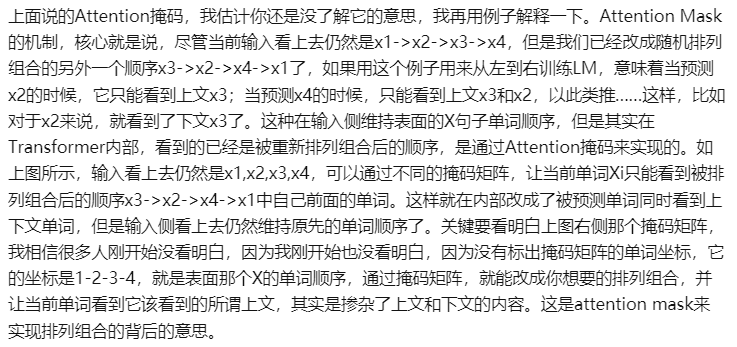 上面说的Attention掩码，我估计你还是没了解它的意思，我再用例子解释一下。Attention Mask
的机制，核心就是说，尽管当前输入看上去仍然是x1->x2->x3->x4，但是我们已经改成随机排列
组合的另外一个顺序x3->x2->x4->x1了，如果用这个例子用来从左到右训练LM，意味着当预测
x2的时候，它只能看到上文x3；当预测x4的时候，只能看到上文x3和x2，以此类推……这样，比如
对于x2来说，就看到了下文x3了。这种在输入侧维持表面的X句子单词顺序，但是其实在
Transformer内部，看到的已经是被重新排列组合后的顺序，是通过Attention掩码来实现的。如
上图所示，输入看上去仍然是x1,x2,x3,x4，可以通过不同的掩码矩阵，让当前单词Xi只能看到被排
列组合后的顺序x3->x2->x4->x1中自己前面的单词。这样就在内部改成了被预测单词同时看到上
下文单词，但是输入侧看上去仍然维持原先的单词顺序了。关键要看明白上图右侧那个掩码矩阵，
我相信很多人刚开始没看明白，因为我刚开始也没看明白，因为没有标出掩码矩阵的单词坐标，它
的坐标是1-2-3-4，就是表面那个X的单词顺序，通过掩码矩阵，就能改成你想要的排列组合，并
让当前单词看到它该看到的所谓上文，其实是掺杂了上文和下文的内容。这是attention mask来
实现排列组合的背后的意思。